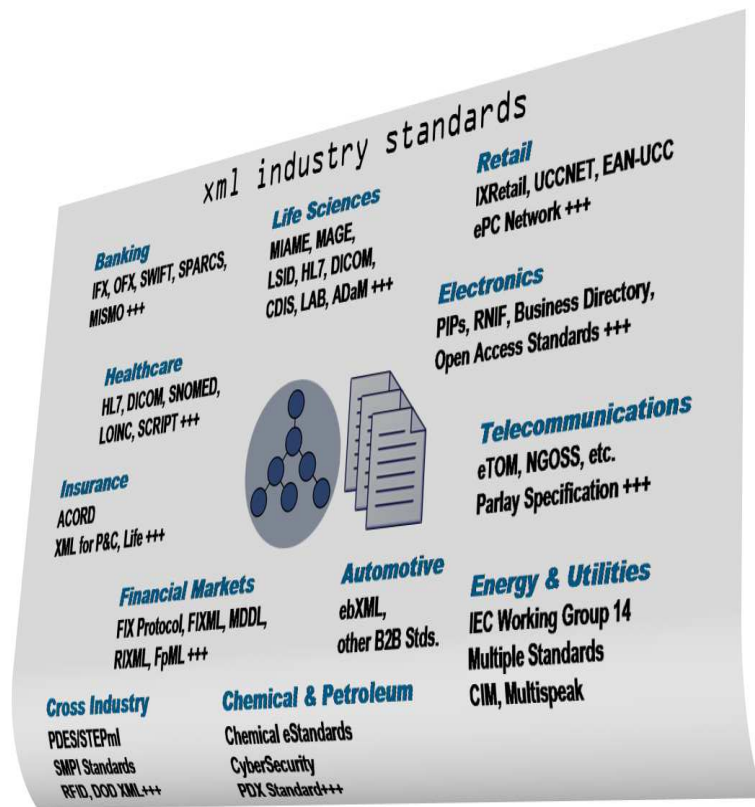 xml industry standards
Retail
IXRetail, UCCNET, EAN-UCC
ePC Network +++
Life Sciences
MIAME, MAGE,
LSID, HL7, DICOM,
CDIS, LAB, ADaM +++
Banking
IFX, OFX, SWIFT, SPARCS,
MISMO +++
Electronics
PIPs, RNIF, Business Directory,
Open Access Standards +++
Healthcare
HL7, DICOM, SNOMED,
LOINC, SCRIPT +++
Telecommunications
eTOM, NGOSS, etc.
Parlay Specification +++
Insurance
ACORD
XML for P&C, Life +++
Financial Markets
FIX Protocol, FIXML, MDDL,
RIXML, FpML +++
Automotive
ebXML,
other B2B Stds.
Energy & Utilities
IEC Working Group 14
Multiple Standards
CIM, Multispeak
Cross Industry
PDES/STEPml
SMPI Standards
RFID, DOD XML+++
Chemical & Petroleum
Chemical eStandards
CyberSecurity
PDX Standard+++